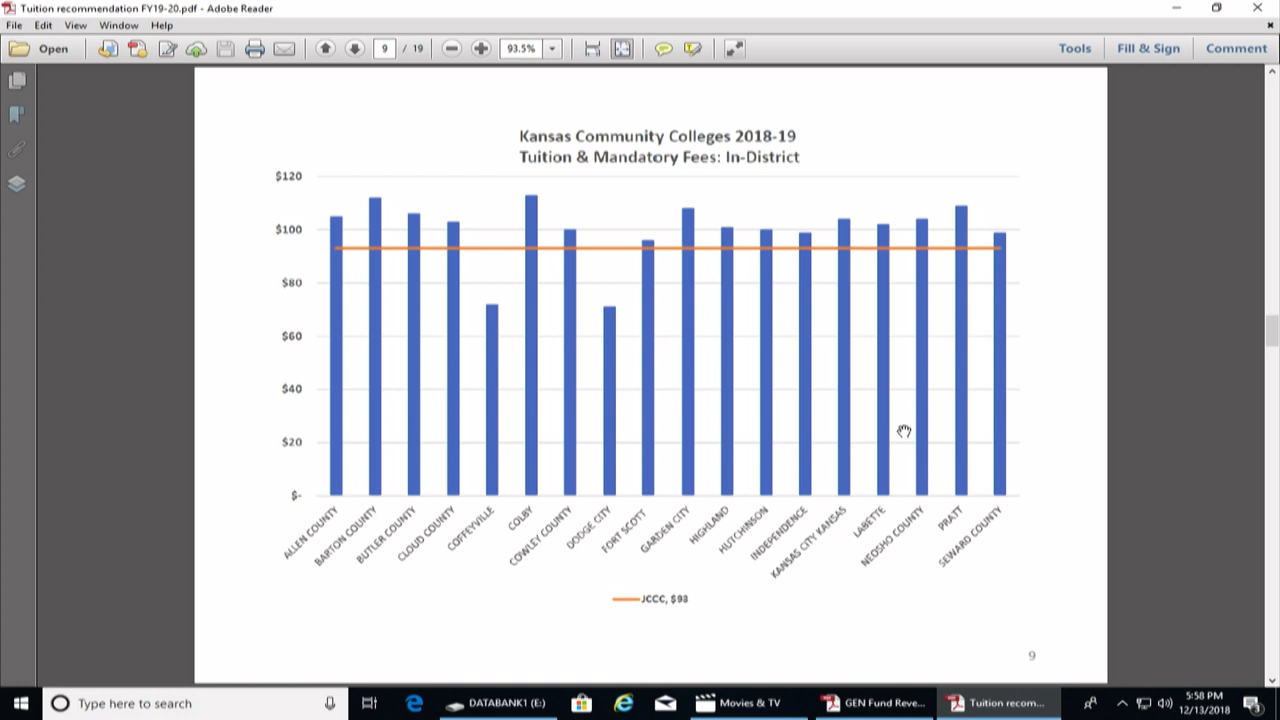 Tuition recommendation FY19-20.pdf - Adobe Reader
File Edit View Window Help
Open 9 / 19 93.5% Tools Fill & Sign Comment
Kansas Community Colleges 2018-19
Tuition & Mandatory Fees: In-District
$120
$100
$80
$60
$40
$20
$-
ALLEN COUNTY
BARTON COUNTY
BUTLER COUNTY
CLOUD COUNTY
COFFEYVILLE
COLBY
COWLEY COUNTY
DODGE CITY
FORT SCOTT
GARDEN CITY
HIGHLAND
HUTCHINSON
INDEPENDENCE
KANSAS CITY KANSAS
LABETTE
NEOSHO COUNTY
PRATT
SEWARD COUNTY
JCCC, $93
9
Type here to search
DATABANK1 (E:)
Movies & TV
GEN Fund Reve...
Tuition recom...
5:58 PM
12/13/2018